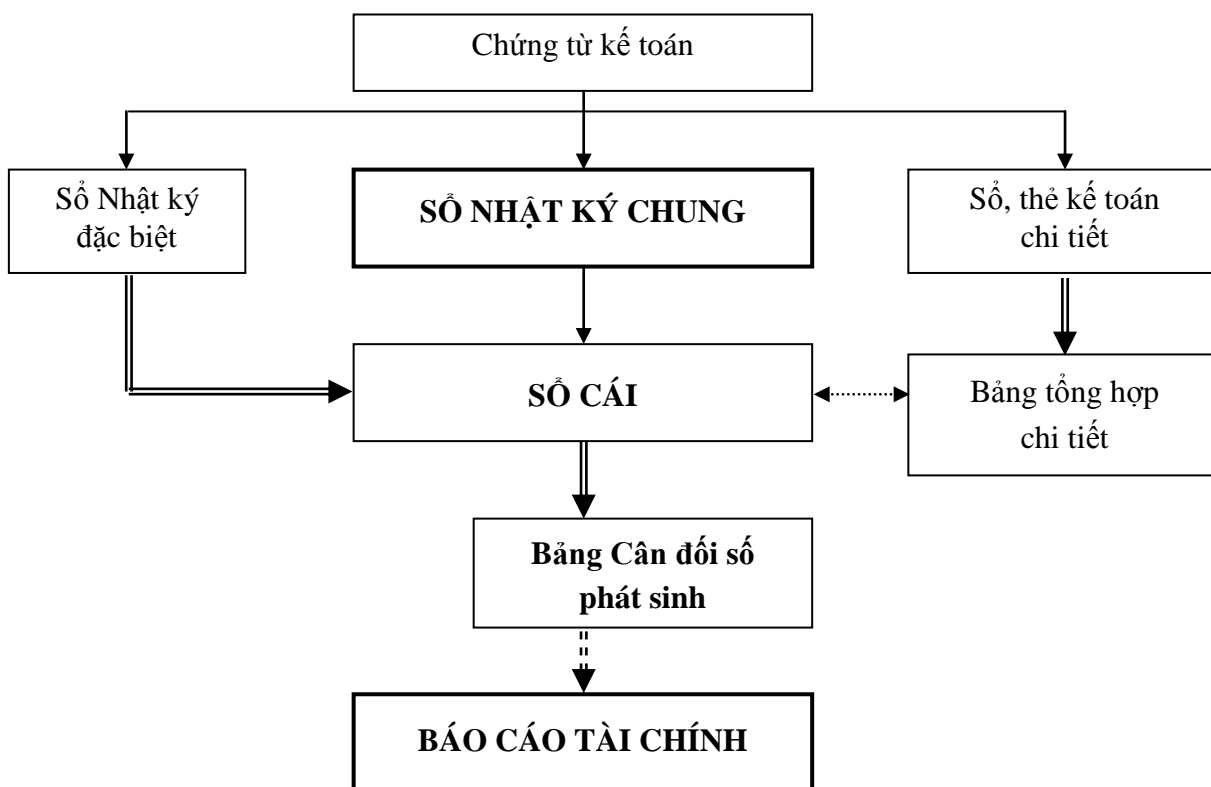 Chứng từ kế toán
Sổ Nhật ký
đặc biệt
SỔ NHẬT KÝ CHUNG
Sổ, thẻ kế toán
chi tiết
SỔ CÁI
Bảng tổng hợp
chi tiết
Bảng Cân đối số
phát sinh
BÁO CÁO TÀI CHÍNH